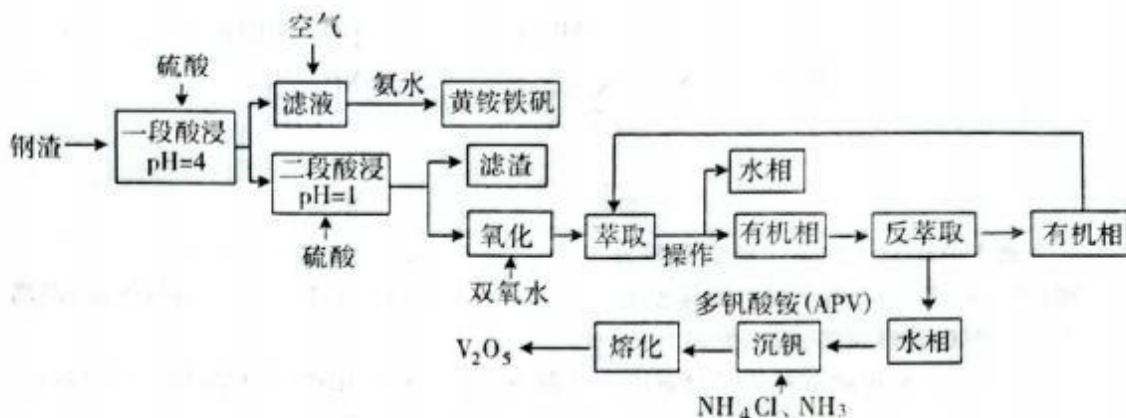 空气
硫酸
滤液
氨水
黄铵铁矾
钢渣
一段酸浸
pH=4
二段酸浸
pH=1
硫酸
滤渣
水相
氧化
双氧水
萃取
操作
有机相
反萃取
有机相
多钒酸铵(APV)
V₂O₅
熔化
沉钒
水相
NH₄Cl、NH₃